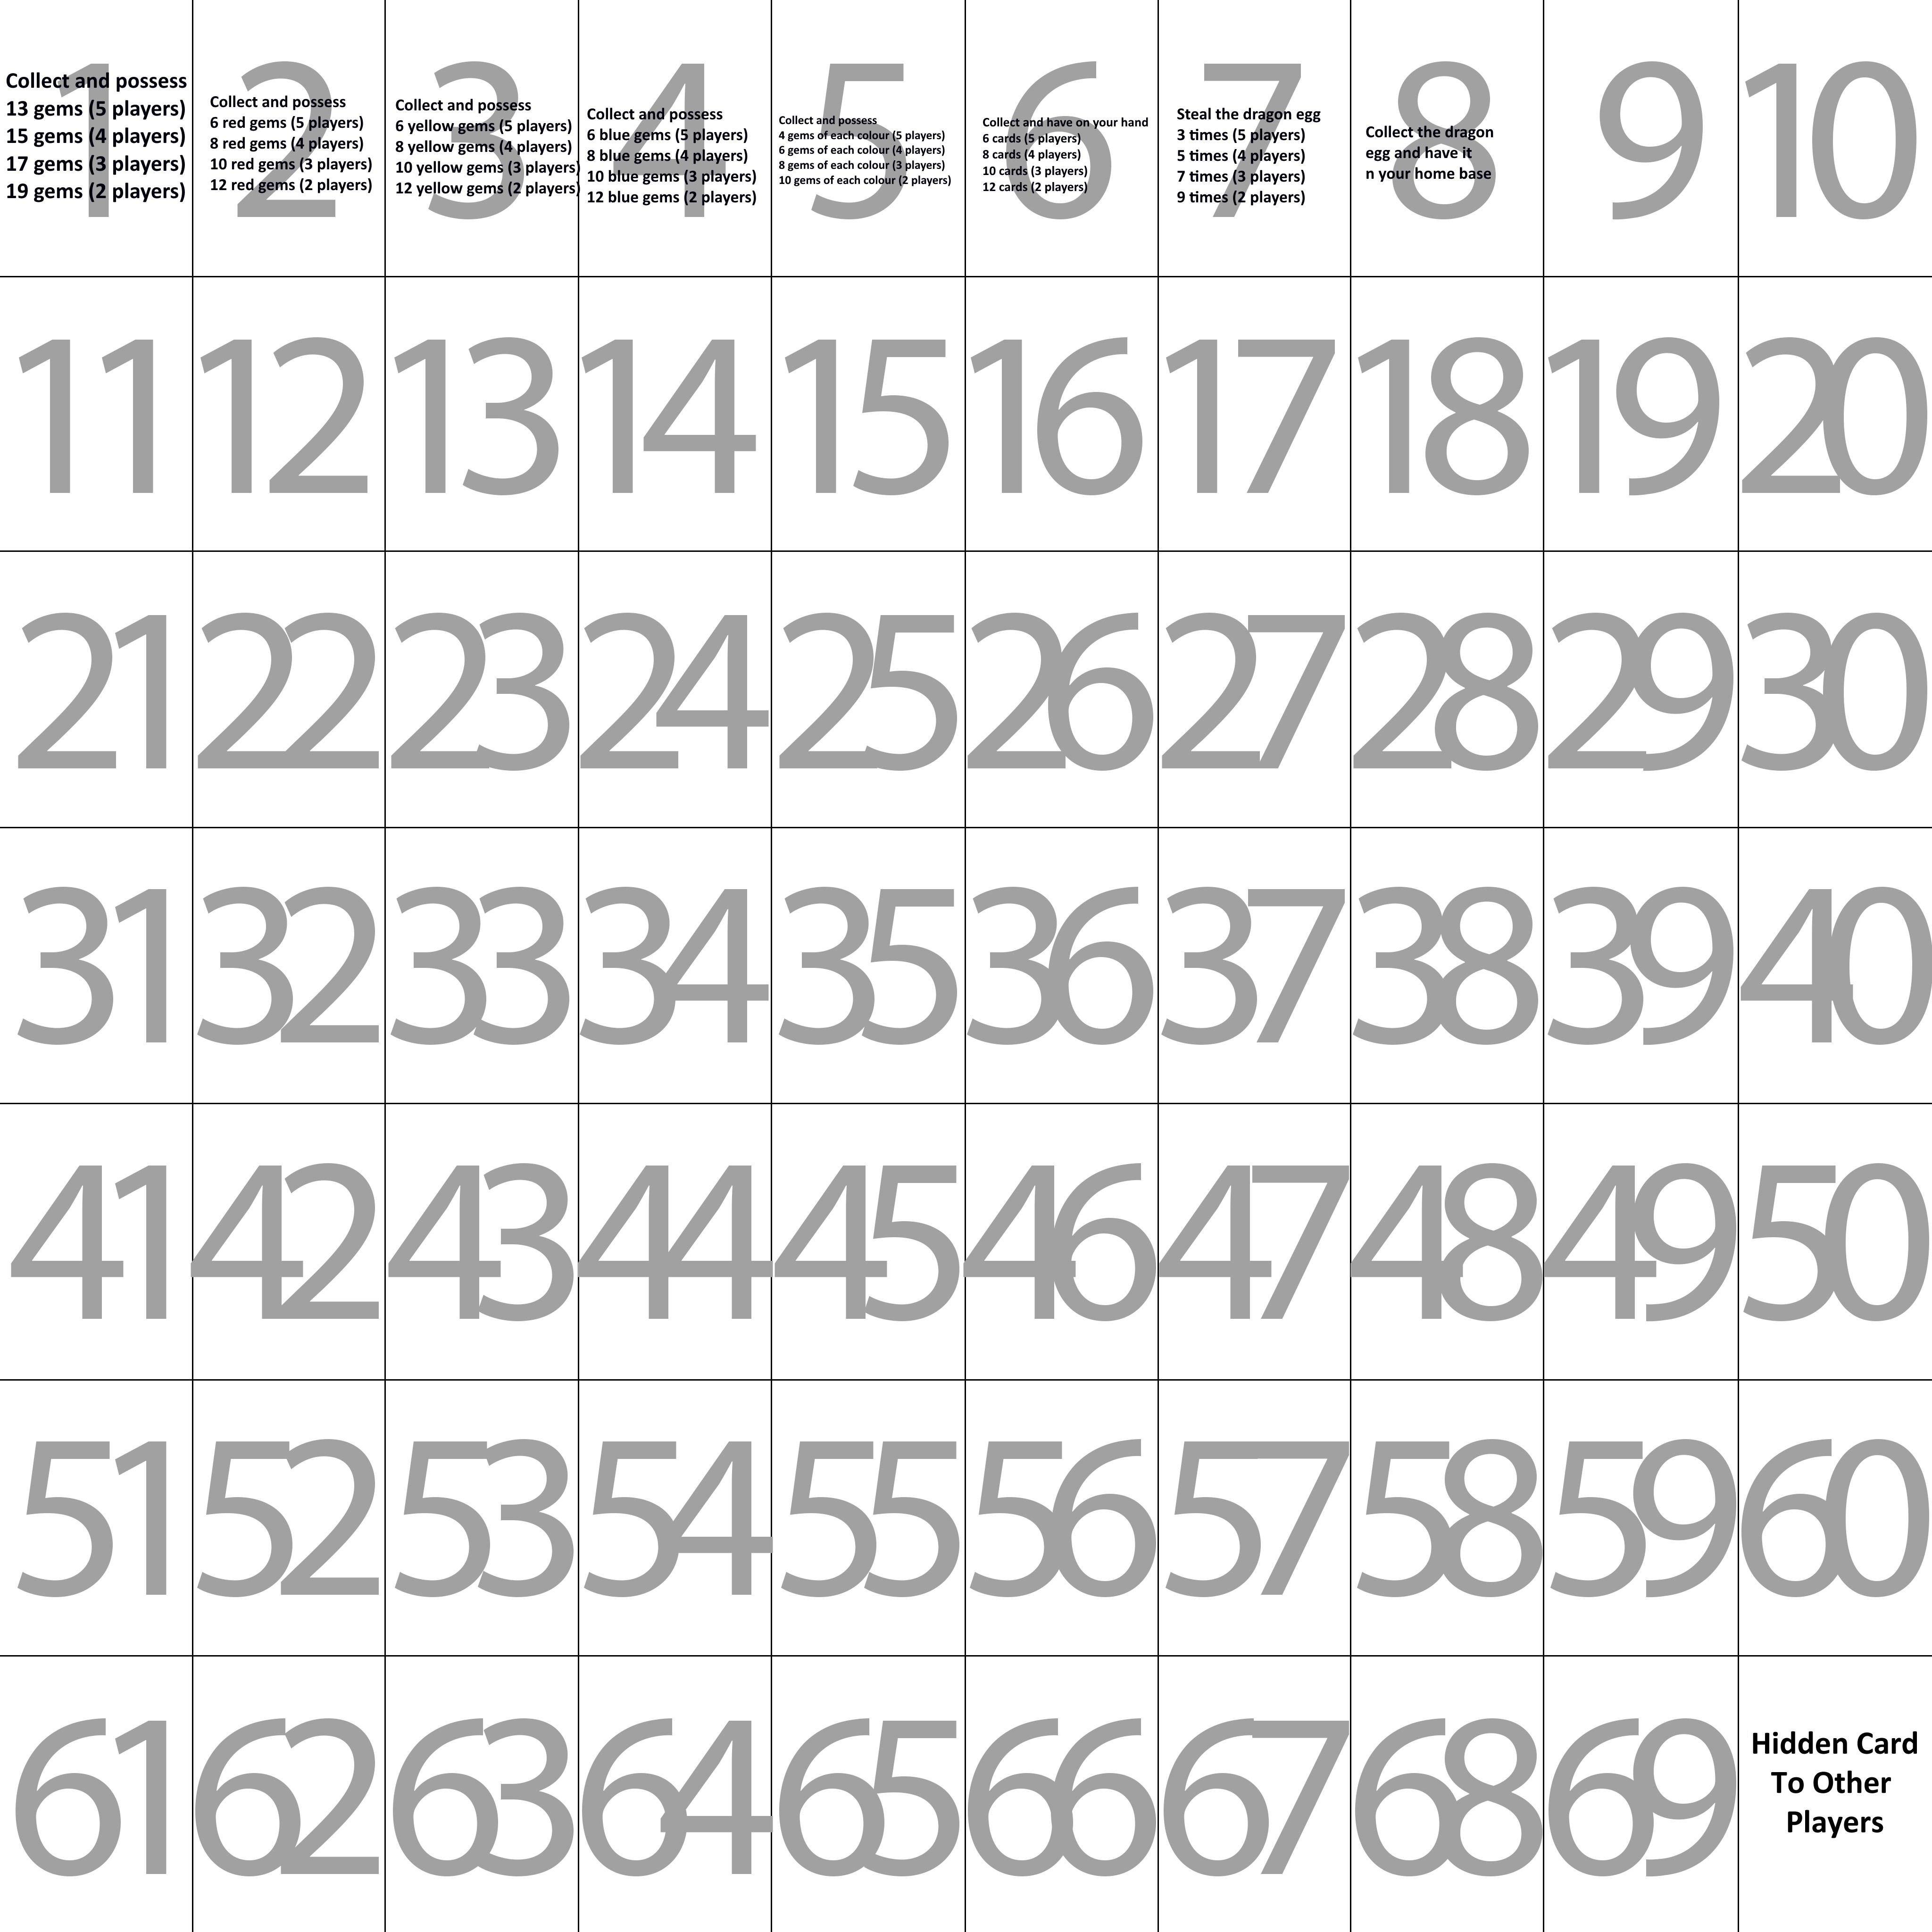 1
Collect and possess
13 gems (5 players)
15 gems (4 players)
17 gems (3 players)
19 gems (2 players)
2
Collect and possess
6 red gems (5 players)
8 red gems (4 players)
10 red gems (3 players)
12 red gems (2 players)
3
Collect and possess
6 yellow gems (5 players)
8 yellow gems (4 players)
10 yellow gems (3 players)
12 yellow gems (2 players)
4
Collect and possess
6 blue gems (5 players)
8 blue gems (4 players)
10 blue gems (3 players)
12 blue gems (2 players)
5
Collect and possess
4 gems of each colour (5 players)
6 gems of each colour (4 players)
8 gems of each colour (3 players)
10 gems of each colour (2 players)
6
Collect and have on your hand
6 cards (5 players)
8 cards (4 players)
10 cards (3 players)
12 cards (2 players)
7
Steal the dragon egg
3 times (5 players)
5 times (4 players)
7 times (3 players)
9 times (2 players)
8
Collect the dragon
egg and have it
n your home base
9
10
11
12
13
14
15
16
17
18
19
20
21
22
23
24
25
26
27
28
29
30
31
32
33
34
35
36
37
38
39
40
41
42
43
44
45
46
47
48
49
50
51
52
53
54
55
56
57
58
59
60
61
62
63
64
65
66
67
68
69
Hidden Card
To Other
Players